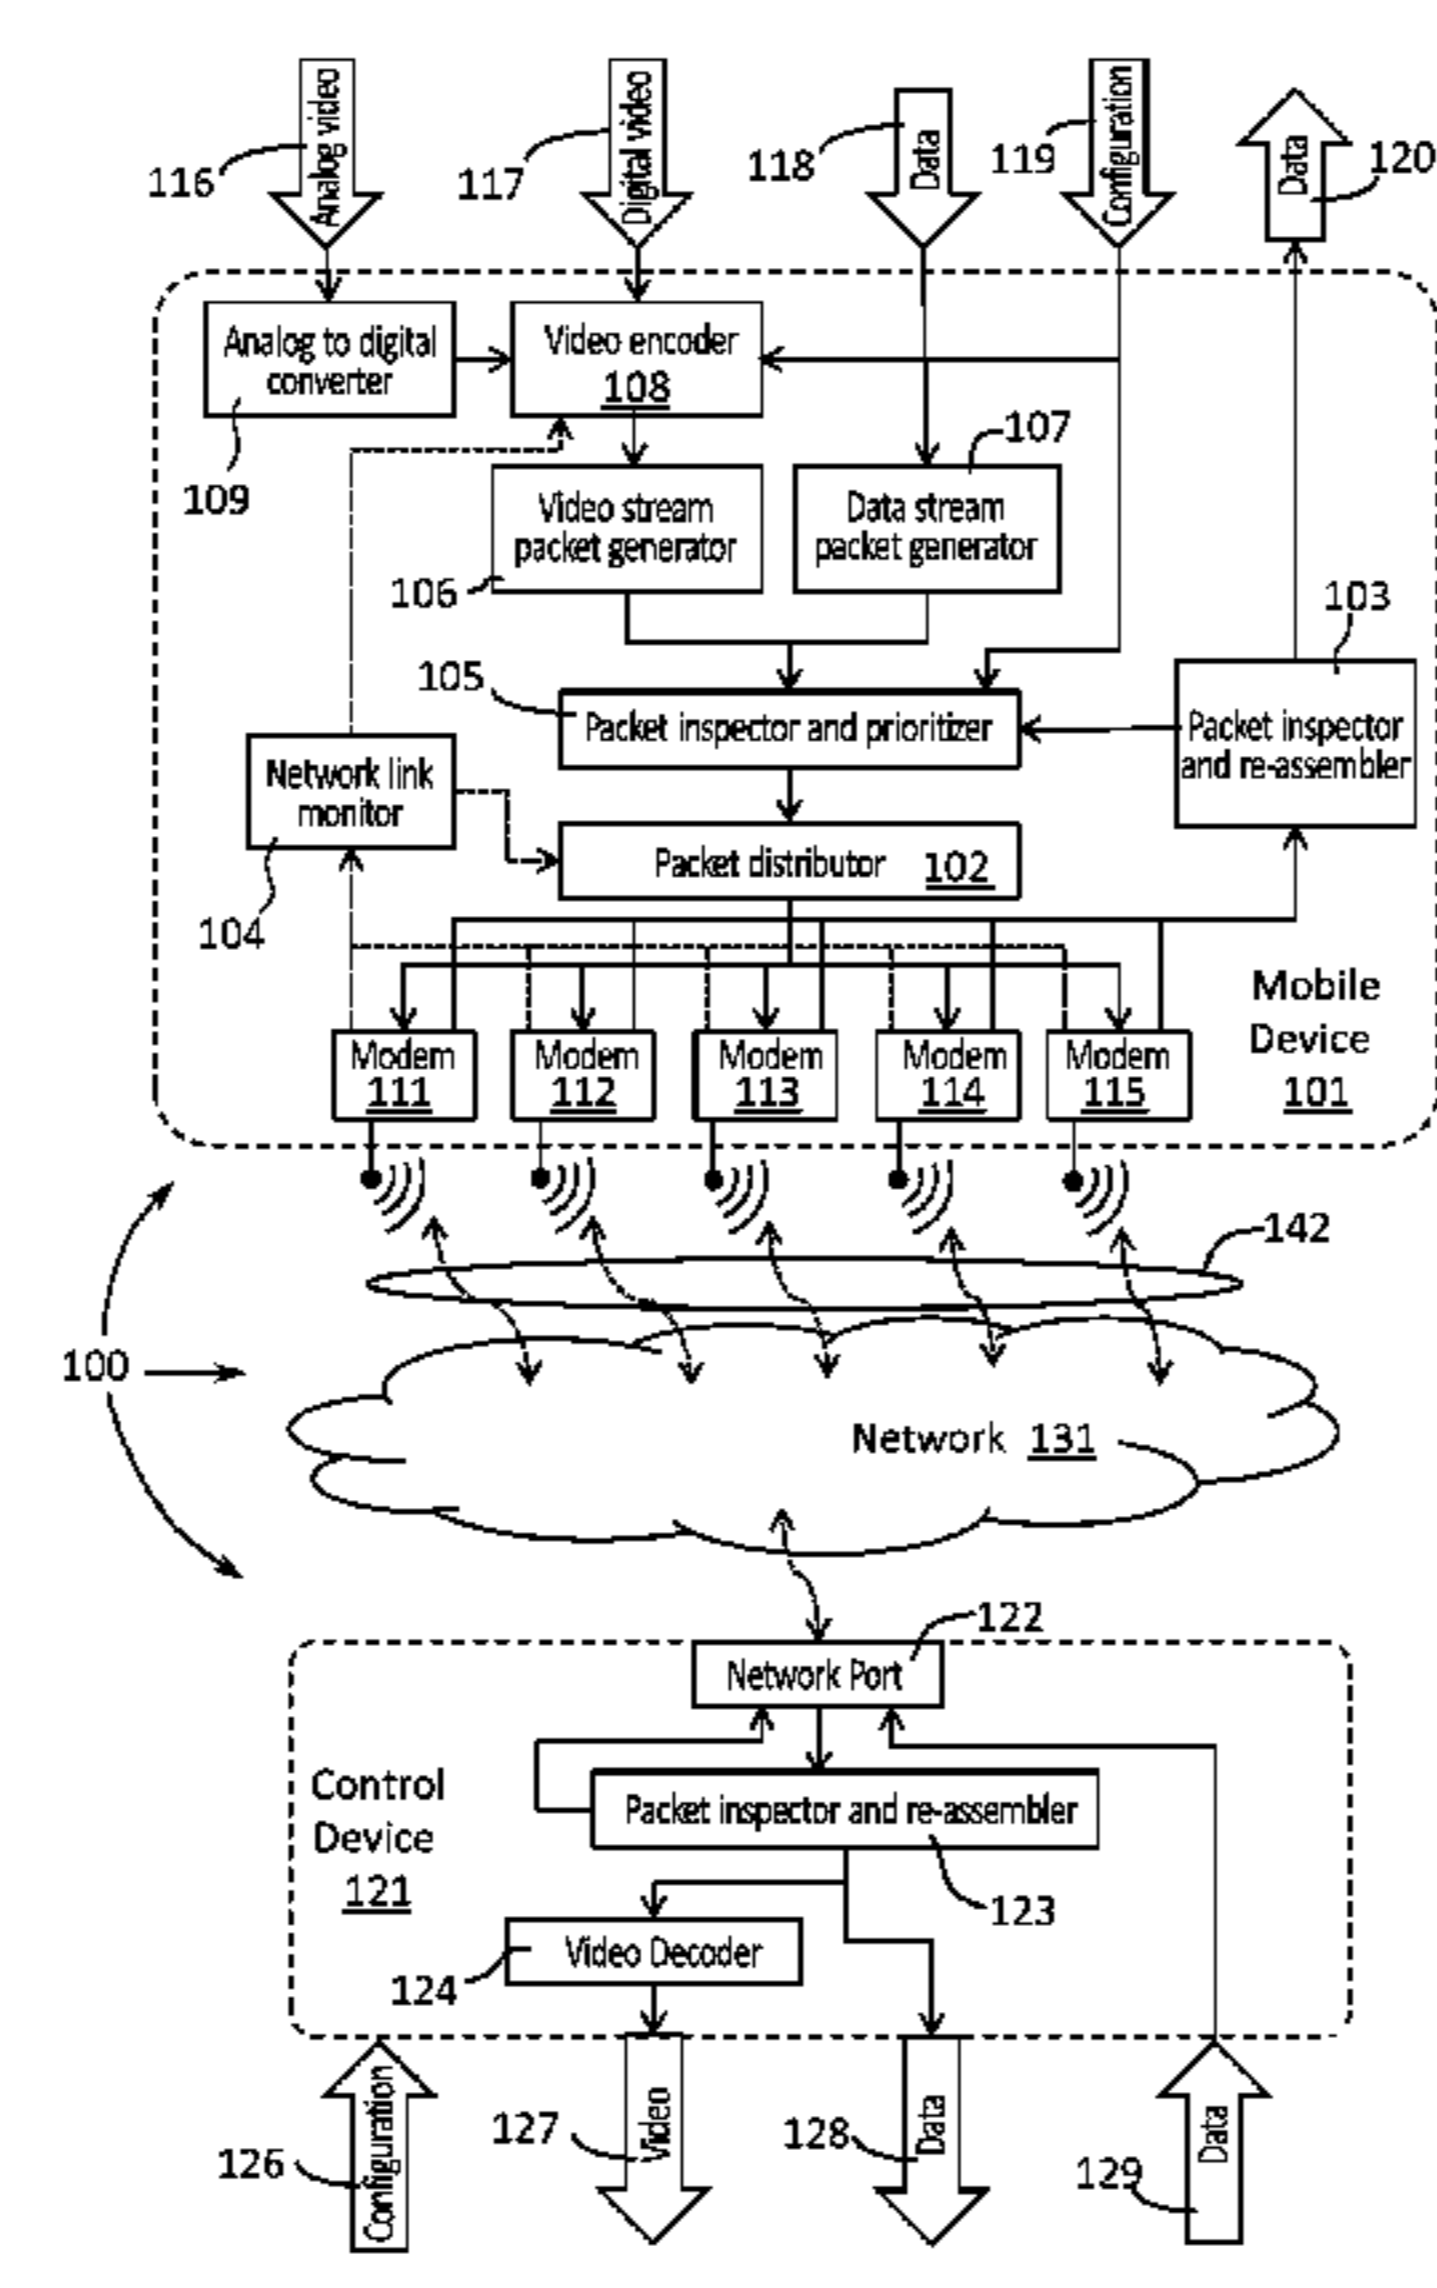 116
Analog video
117
Digital video
118
Data
119
Configuration
Data
120
Analog to digital
converter
109
Video encoder
108
107
Video stream
packet generator
106
Data stream
packet generator
103
105
Packet inspector and prioritizer
Packet inspector
and re-assembler
Network link
monitor
104
Packet distributor 102
Modem
111
Modem
112
Modem
113
Modem
114
Modem
115
Mobile
Device
101
142
100
Network 131
122
Network Port
Control
Device
121
Packet inspector and re-assembler
123
Video Decoder
124
126
Configuration
127
Video
128
Data
129
Data